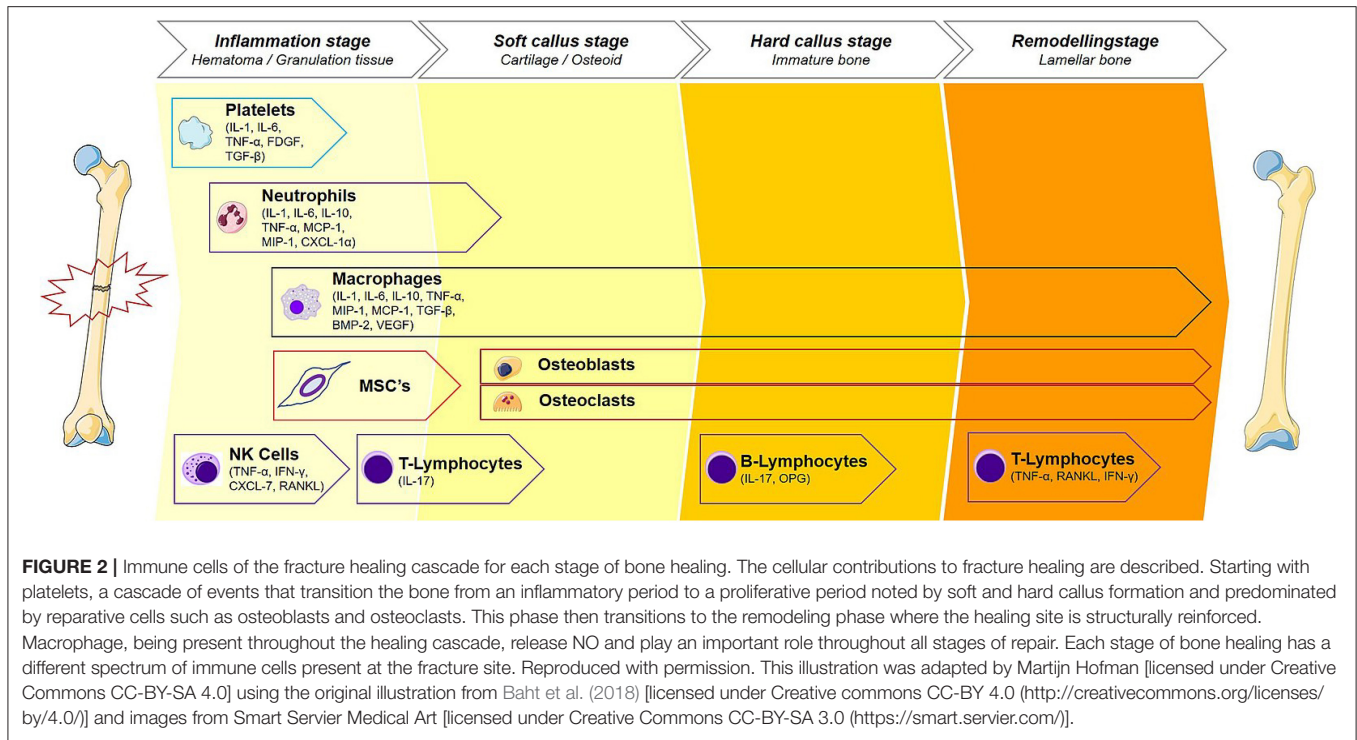 Inflammation stage
Hematoma / Granulation tissue
Soft callus stage
Cartilage / Osteoid
Hard callus stage
Immature bone
Remodellingstage
Lamellar bone
Platelets
(IL-1, IL-6,
TNF-α, FDGF,
TGF-β)
Neutrophils
(IL-1, IL-6, IL-10,
TNF-α, MCP-1,
MIP-1, CXCL-1α)
Macrophages
(IL-1, IL-6, IL-10, TNF-α,
MIP-1, MCP-1, TGF-β,
BMP-2, VEGF)
MSC's
Osteoblasts
Osteoclasts
NK Cells
(TNF-α, IFN-γ,
CXCL-7, RANKL)
T-Lymphocytes
(IL-17)
B-Lymphocytes
(IL-17, OPG)
T-Lymphocytes
(TNF-α, RANKL, IFN-γ)
FIGURE 2 | Immune cells of the fracture healing cascade for each stage of bone healing. The cellular contributions to fracture healing are described. Starting with
platelets, a cascade of events that transition the bone from an inflammatory period to a proliferative period noted by soft and hard callus formation and predominated
by reparative cells such as osteoblasts and osteoclasts. This phase then transitions to the remodeling phase where the healing site is structurally reinforced.
Macrophage, being present throughout the healing cascade, release NO and play an important role throughout all stages of repair. Each stage of bone healing has a
different spectrum of immune cells present at the fracture site. Reproduced with permission. This illustration was adapted by Martijn Hofman [licensed under Creative
Commons CC-BY-SA 4.0] using the original illustration from Baht et al. (2018) [licensed under Creative commons CC-BY 4.0 (http://creativecommons.org/licenses/
by/4.0/)] and images from Smart Servier Medical Art [licensed under Creative Commons CC-BY-SA 3.0 (https://smart.servier.com/)].